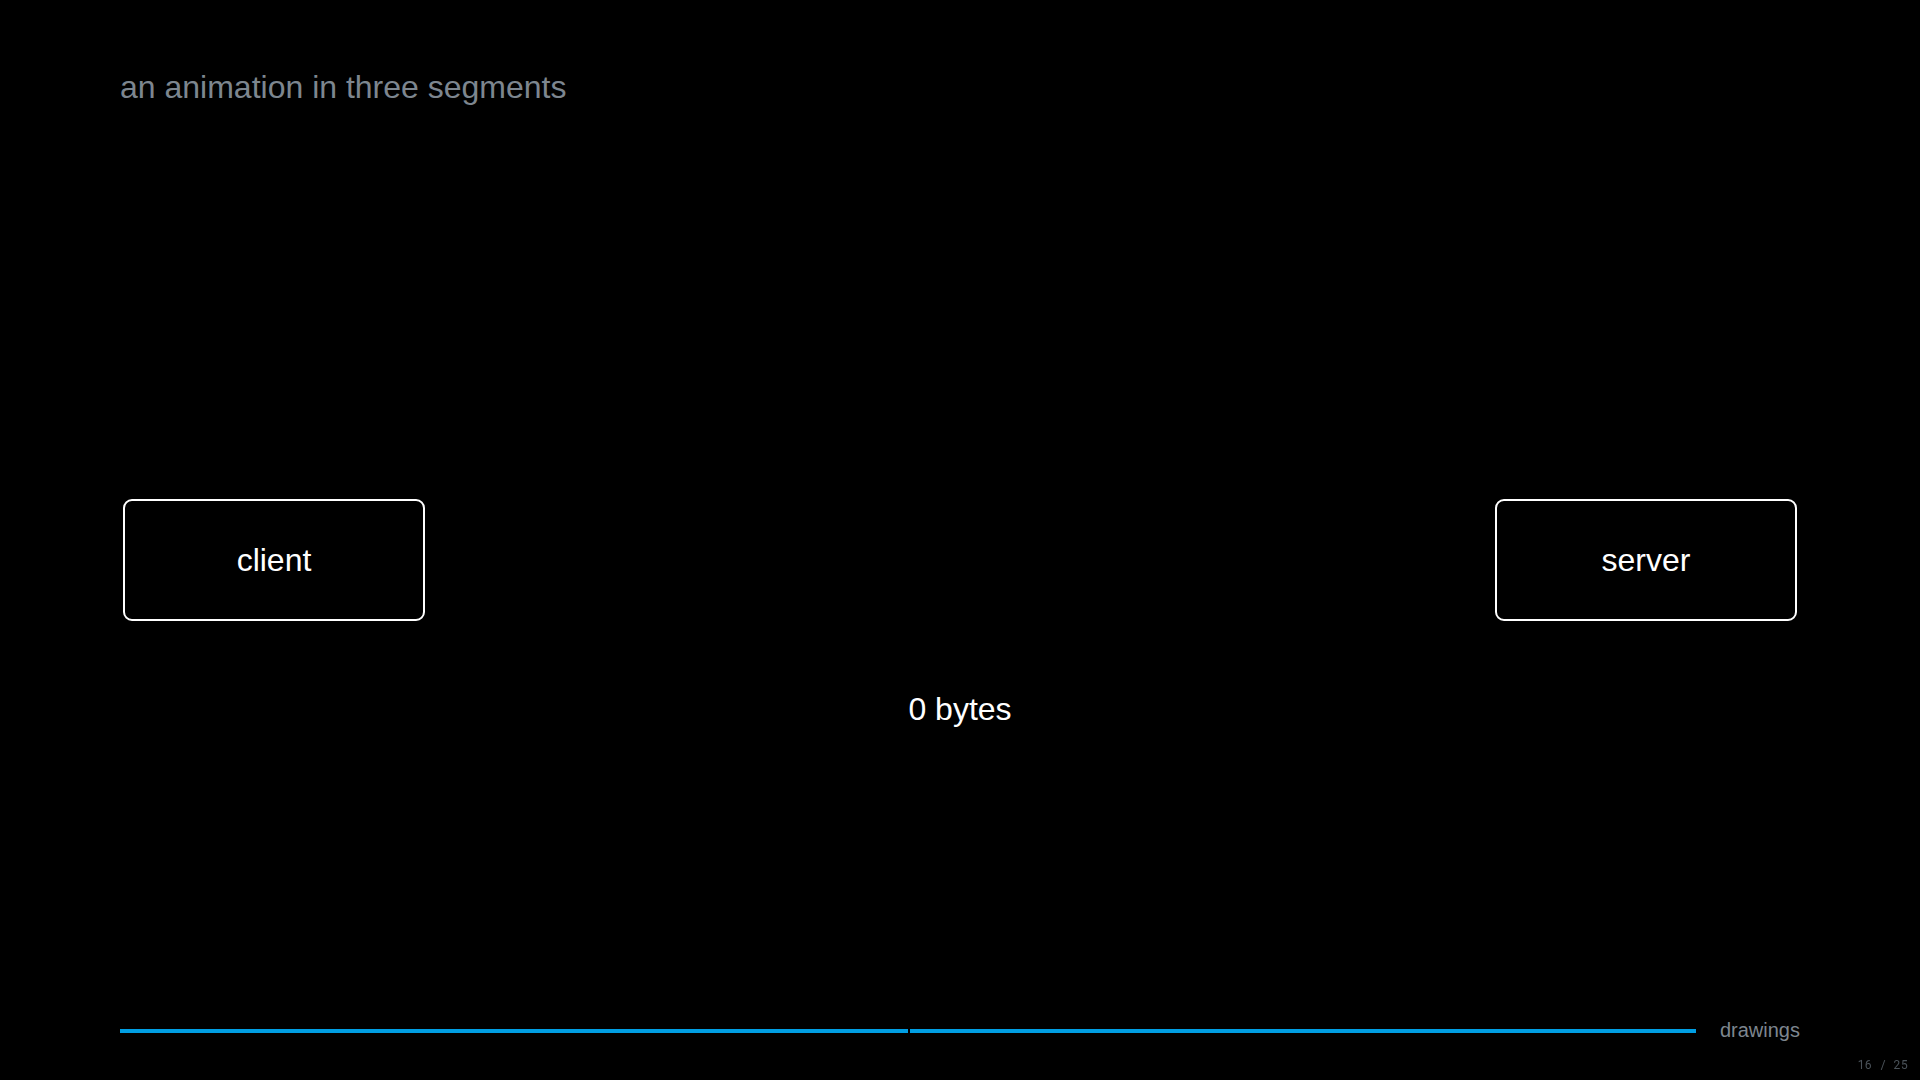 an animation in three segments
client
server
0 bytes
drawings
16 / 25